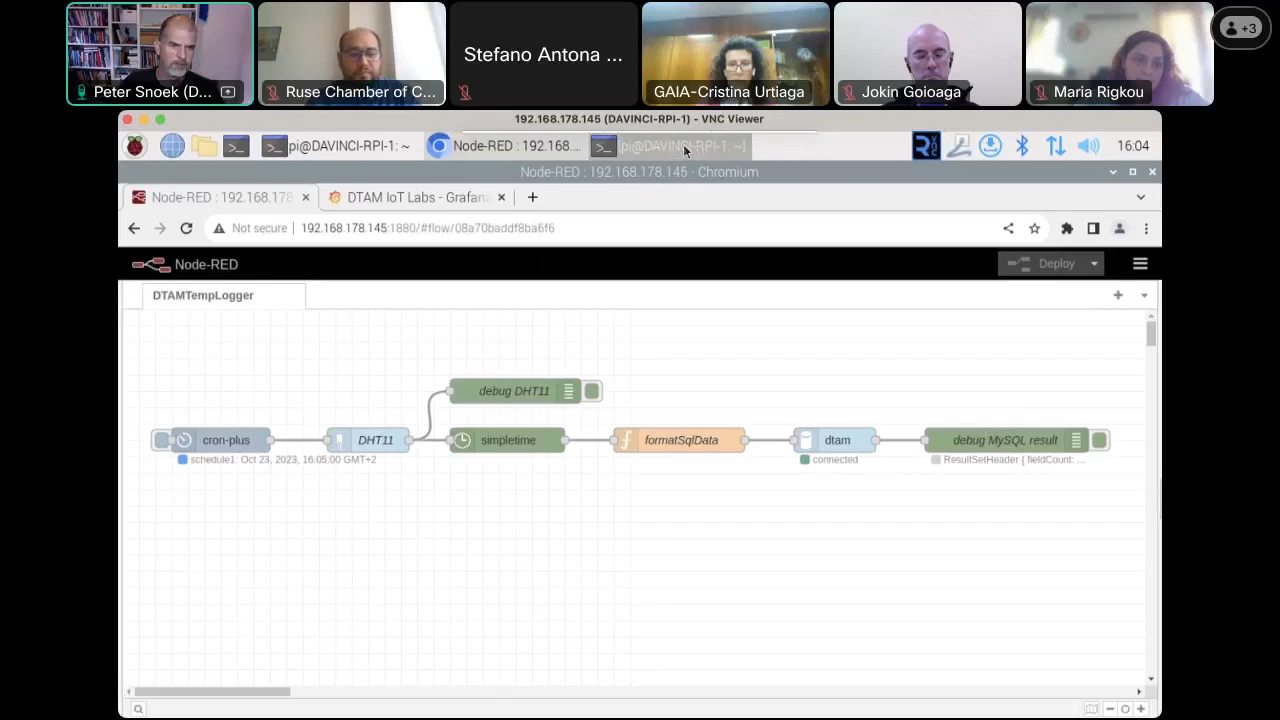 Stefano Antona ...
Peter Snoek (D...
Ruse Chamber of C...
GAIA-Cristina Urtiaga
Jokin Goioaga
Maria Rigkou
+3
192.168.178.145 (DAVINCI-RPI-1) - VNC Viewer
pi@DAVINCI-RPI-1: ~
Node-RED : 192.168....
[pi@DAVINCI-RPI-1: ~]
16:04
Node-RED : 192.168.178.145 - Chromium
Node-RED : 192.168.178
DTAM IoT Labs - Grafana
Not secure
192.168.178.145:1880/#flow/08a70baddf8ba6f6
Node-RED
Deploy
DTAMTempLogger
debug DHT11
cron-plus
DHT11
simpletime
formatSqlData
dtam
debug MySQL result
schedule1: Oct 23, 2023, 16:05:00 GMT+2
connected
ResultSetHeader { fieldCount: ...